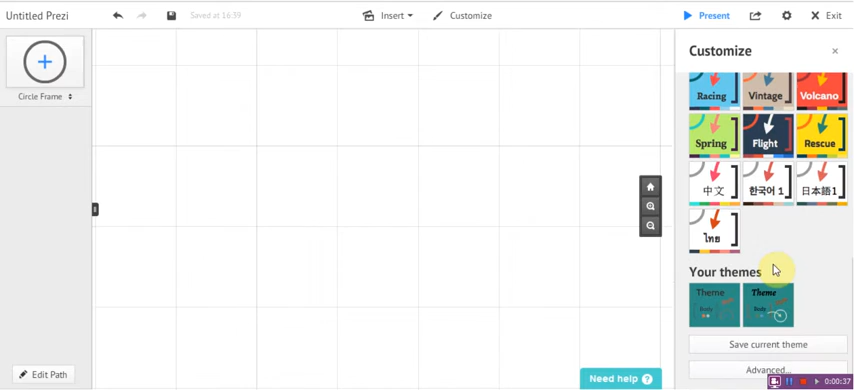 Untitled Prezi
Saved at 16:39
Insert
Customize
Present
Exit
Customize
Circle Frame
Racing
Vintage
Volcano
Spring
Flight
Rescue
中文
한국어 1
日本語1
ไทย
Your themes
Theme
Body
Theme
Body
Save current theme
Advanced...
Edit Path
Need help ?
0:00:37